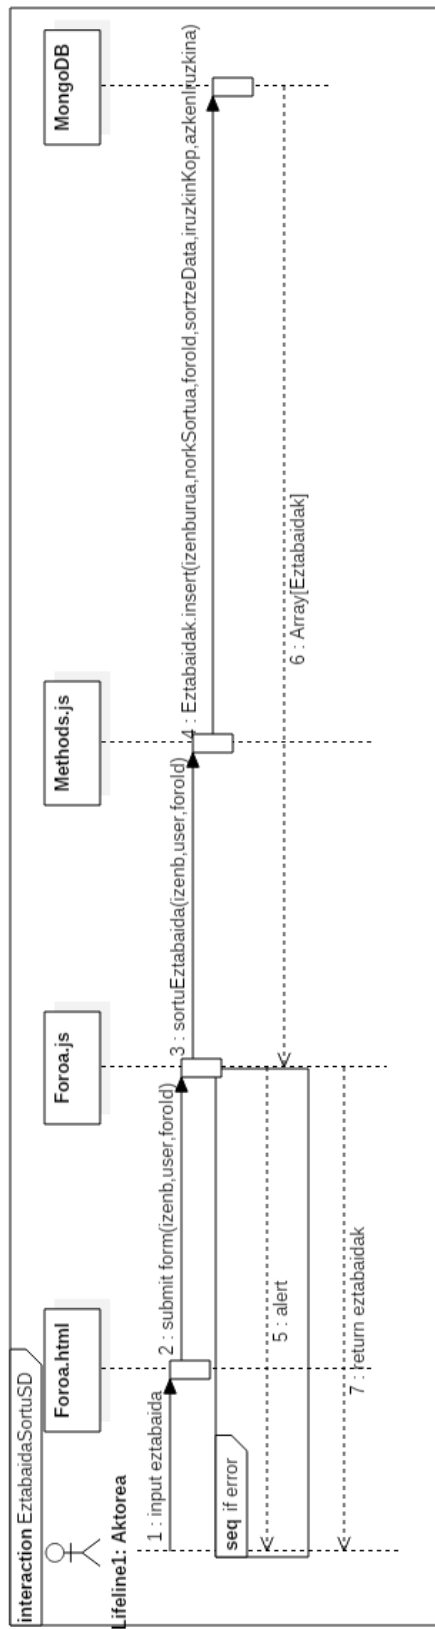 interaction EztabaidaSortuSD
Lifeline1: Aktorea
Foroa.html
Foroa.js
Methods.js
MongoDB
1 : input eztabaida
2 : submit form(izenb,user,foroId)
3 : sortuEztabaida(izenb,user,foroId)
4 : Eztabaidak.insert(izenburua,norkSortua,foroId,sortzeData,iruzkinKop,azkenIruzkina)
seq if error
5 : alert
6 : Array[Eztabaidak]
7 : return eztabaidak